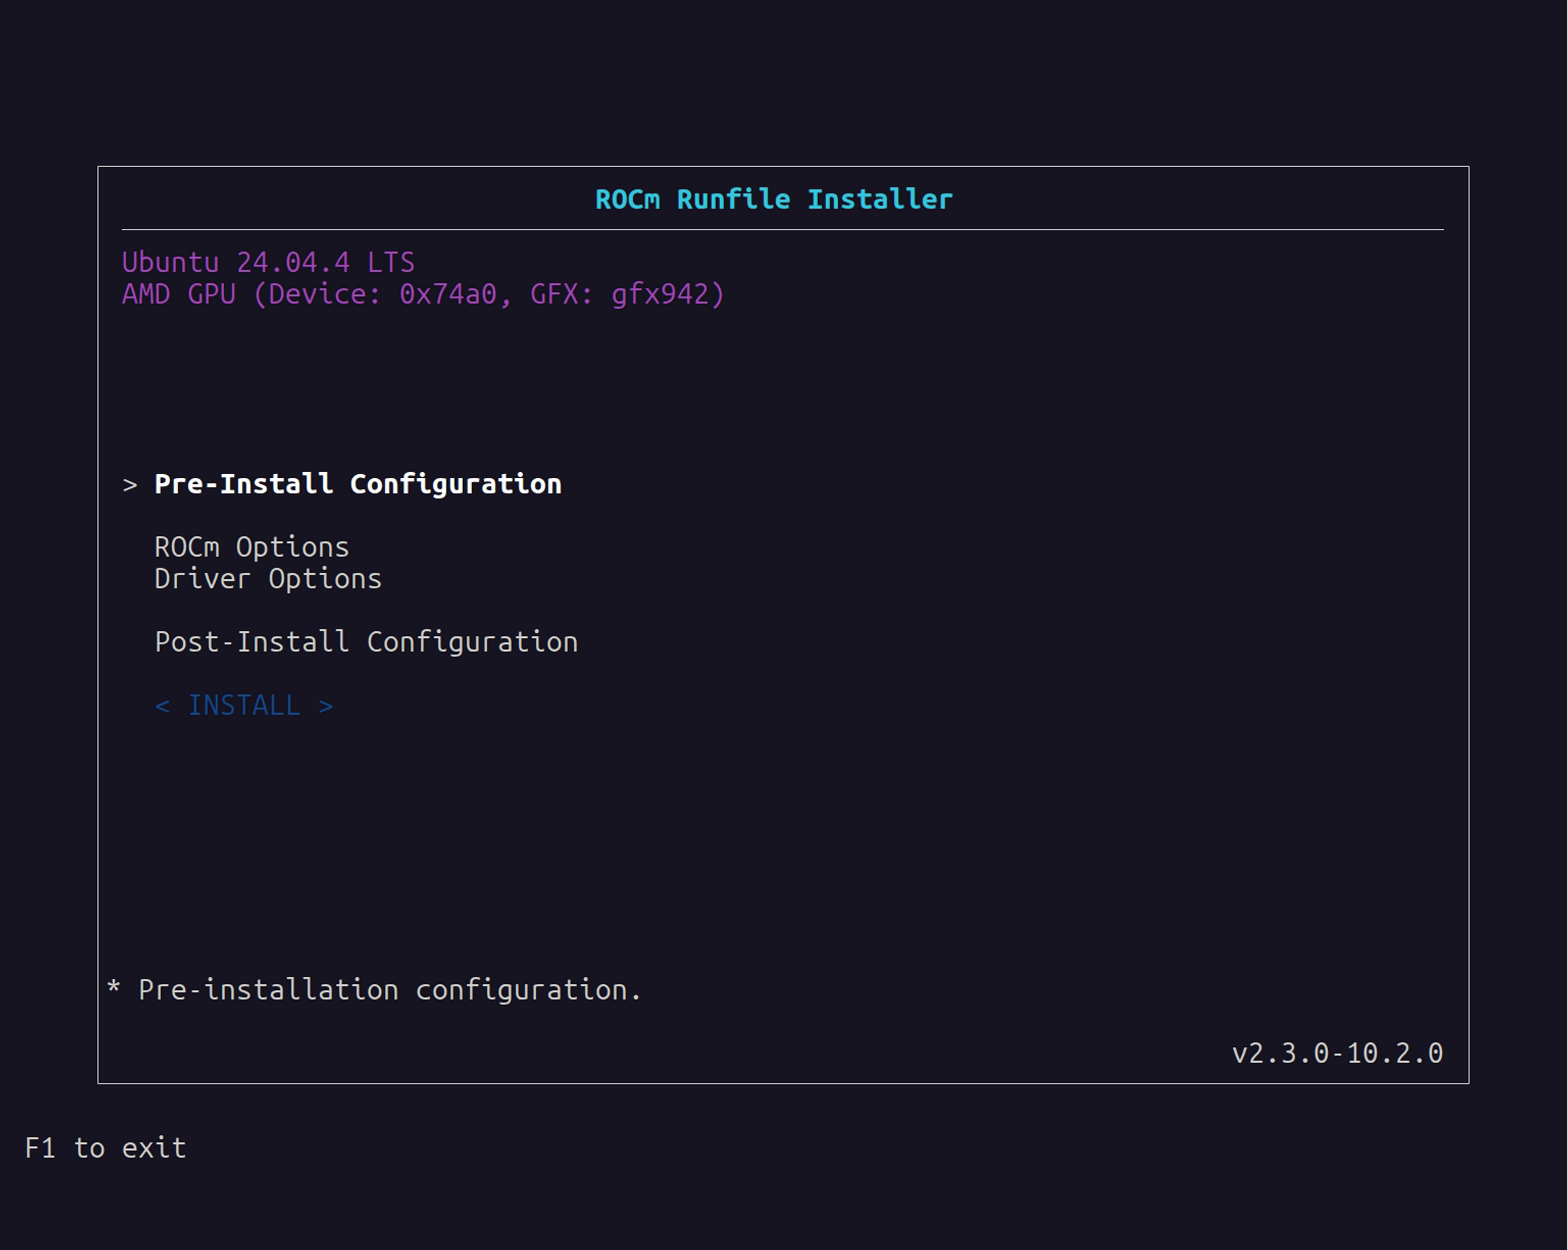 ROCm Runfile Installer
Ubuntu 24.04.4 LTS
AMD GPU (Device: 0x74a0, GFX: gfx942)
> Pre-Install Configuration
ROCm Options
Driver Options
Post-Install Configuration
< INSTALL >
* Pre-installation configuration.
v2.3.0-10.2.0
F1 to exit